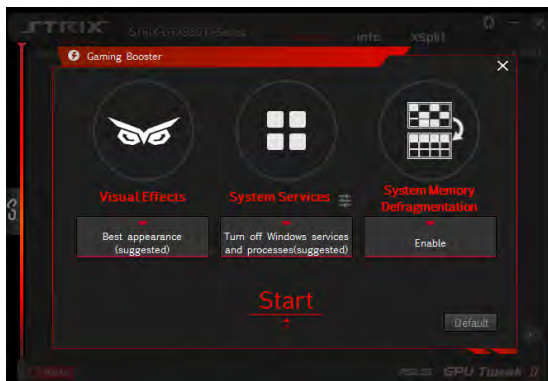 STRIX
Info
XSplit
Gaming Booster
Visual Effects
System Services
System Memory
Defragmentation
Best appearance
(suggested)
Turn off Windows services
and processes(suggested)
Enable
Start
Default
GPU Tweak II